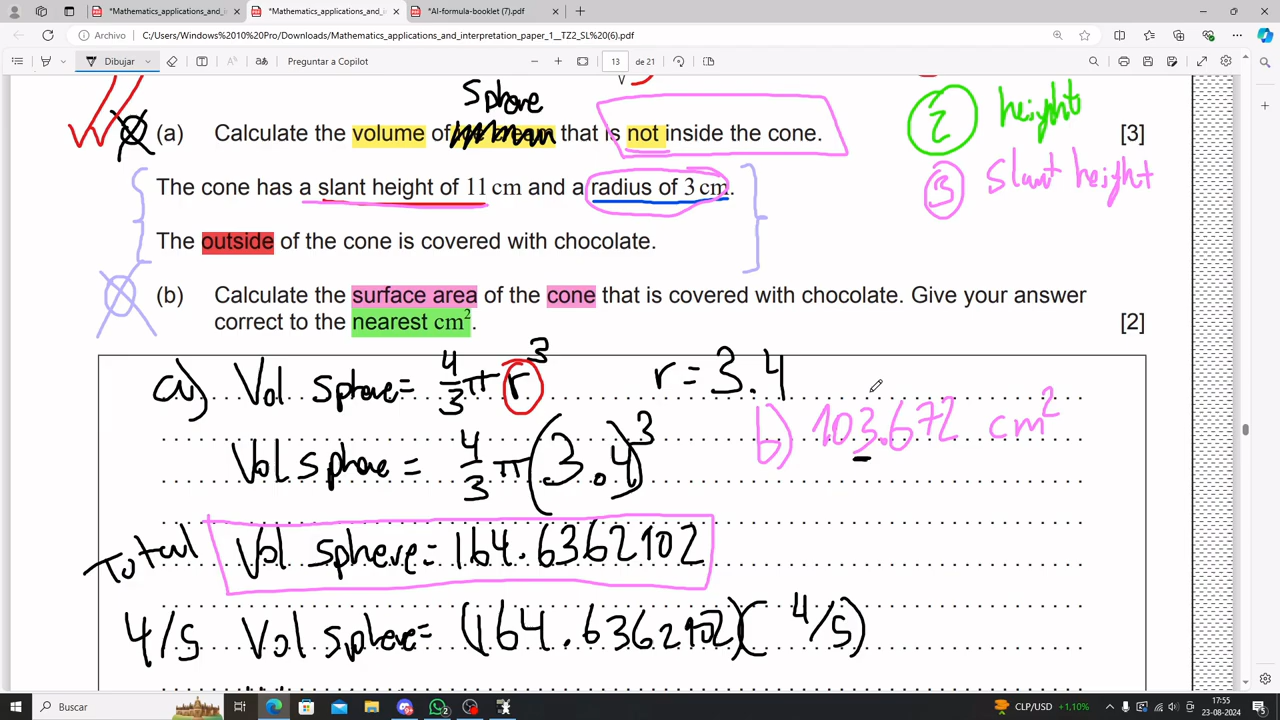 *Mathematics_applications_and_in
*Mathematics_applications_and_in
*AI-formula-booklet (7).pdf
Archivo C:/Users/Windows%2010%20Pro/Downloads/Mathematics_applications_and_interpretation_paper_1__TZ2_SL%20(6).pdf
Dibujar Preguntar a Copilot 13 de 21
Sphere
(a) Calculate the volume of that is not inside the cone. [3]
2 height
The cone has a slant height of 11 cm and a radius of 3 cm.
3 Slant height
The outside of the cone is covered with chocolate.
(b) Calculate the surface area of the cone that is covered with chocolate. Give your answer
correct to the nearest cm². [2]
a) Vol sphere= 4/3 π r³ r = 3.4
b) 103.672 cm²
Vol sphere = 4/3 π (3.4)³
Total Vol sphere= 164.6362102
4/5 Vol sphere= (164.6362102)(4/5)
Buscar
CLP/USD +1,10%
17:55
23-08-2024